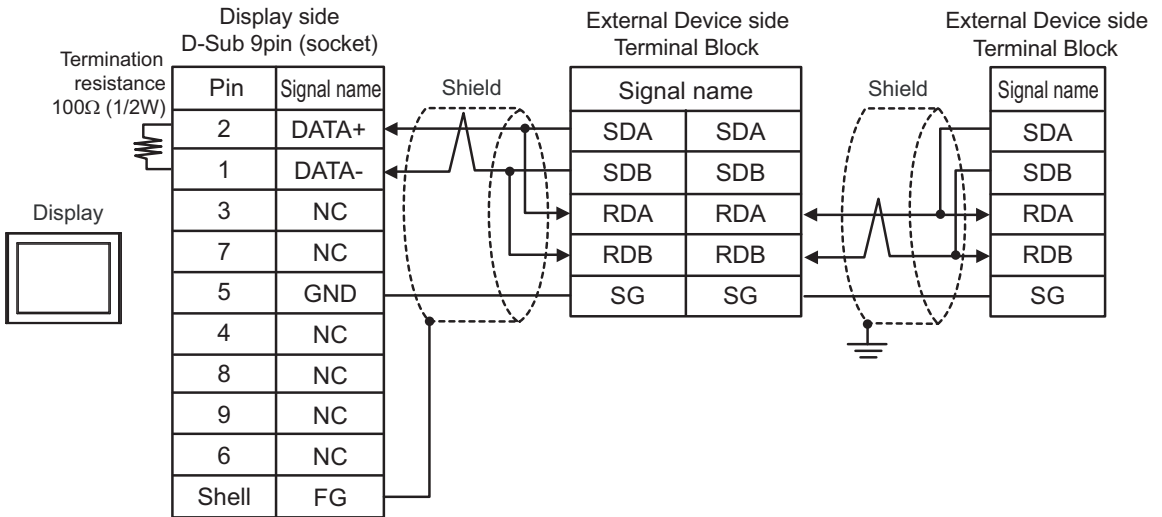 Display side
D-Sub 9pin (socket)
External Device side
Terminal Block
External Device side
Terminal Block
Termination
resistance
100Ω (1/2W)
Pin Signal name
Shield
Signal name
Shield
Signal name
2 DATA+
SDA SDA
SDA
1 DATA-
SDB SDB
SDB
Display
3 NC
RDA RDA
RDA
7 NC
RDB RDB
RDB
5 GND
SG SG
SG
4 NC
8 NC
9 NC
6 NC
Shell FG